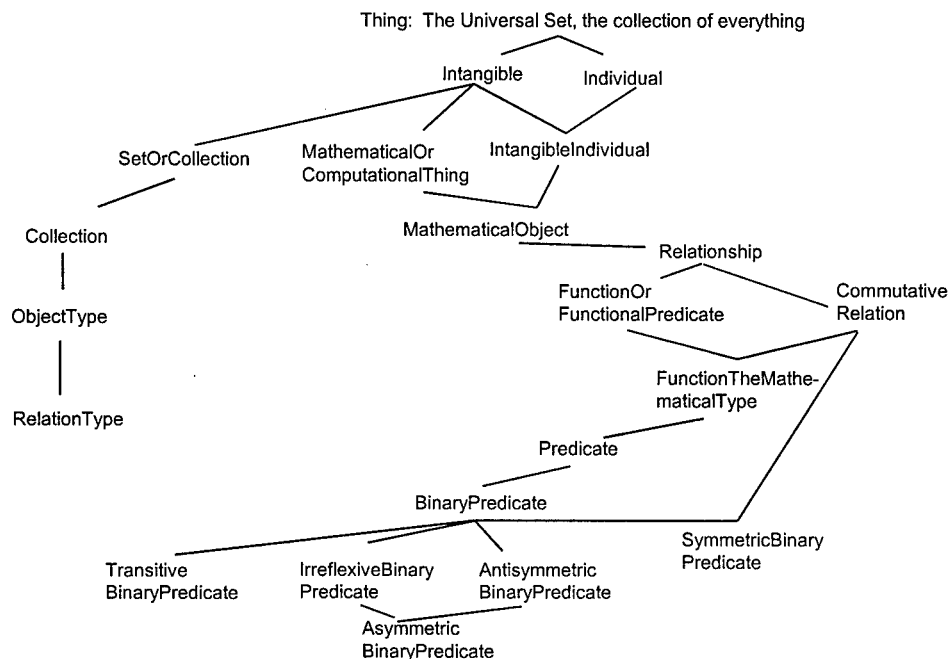 Thing:  The Universal Set, the collection of everything
Intangible
Individual
SetOrCollection
MathematicalOr
ComputationalThing
IntangibleIndividual
Collection
MathematicalObject
Relationship
ObjectType
FunctionOr
FunctionalPredicate
Commutative
Relation
RelationType
FunctionTheMathe-
maticalType
Predicate
BinaryPredicate
Transitive
BinaryPredicate
IrreflexiveBinary
Predicate
Antisymmetric
BinaryPredicate
SymmetricBinary
Predicate
Asymmetric
BinaryPredicate